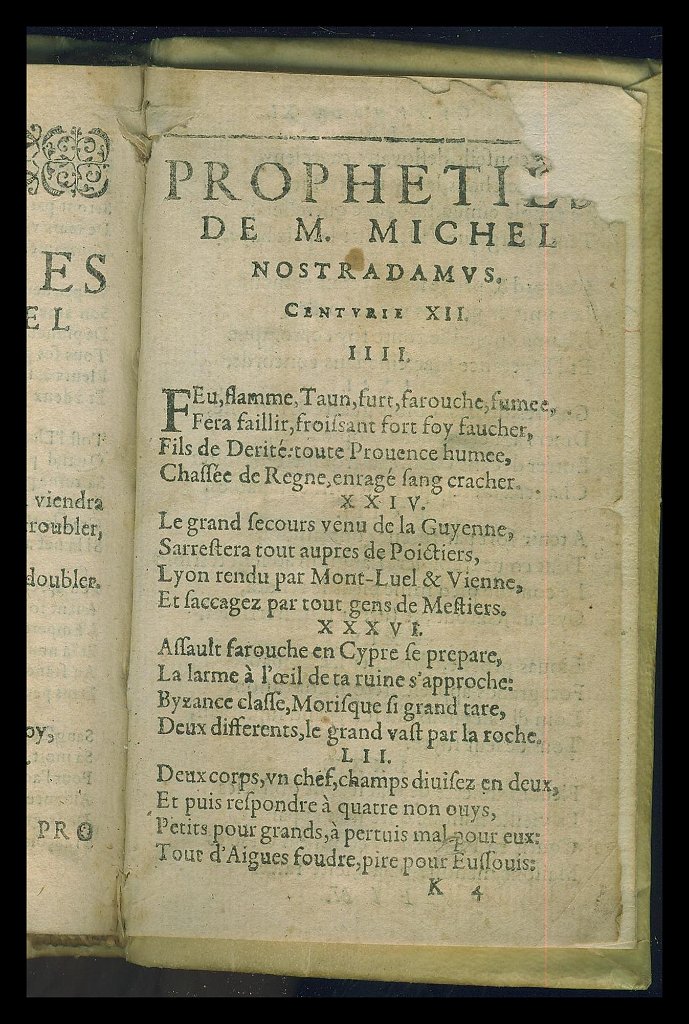 ES
EL
viendra
roubler,
doubler.
oy,
PRO
PROPHETIES
DE M. MICHEL
NOSTRADAMVS.
CENTVRIE XII.
IIII.
FEu, flamme, Taun, furt, farouche, fumee,
Fera faillir, froiſſant fort foy faucher,
Fils de Derité: toute Prouence humee,
Chaſſée de Regne, enragé ſang cracher.
XXIV.
Le grand ſecours venu de la Guyenne,
Sarreſtera tout aupres de Poictiers,
Lyon rendu par Mont-Luel & Vienne,
Et ſaccagez par tout gens de Meſtiers.
XXXVI.
Aſſault farouche en Cypre ſe prepare,
La larme à l'œil de ta ruine s'approche:
Byzance claſſe, Moriſque ſi grand tare,
Deux differents, le grand vaſt par la roche.
LII.
Deux corps, vn chef, champs diuiſez en deux,
Et puis reſpondre à quatre non ouys,
Petits pour grands, à pertuis mal pour eux:
Tour d'Aigues foudre, pire pour Euſſouis:
K 4